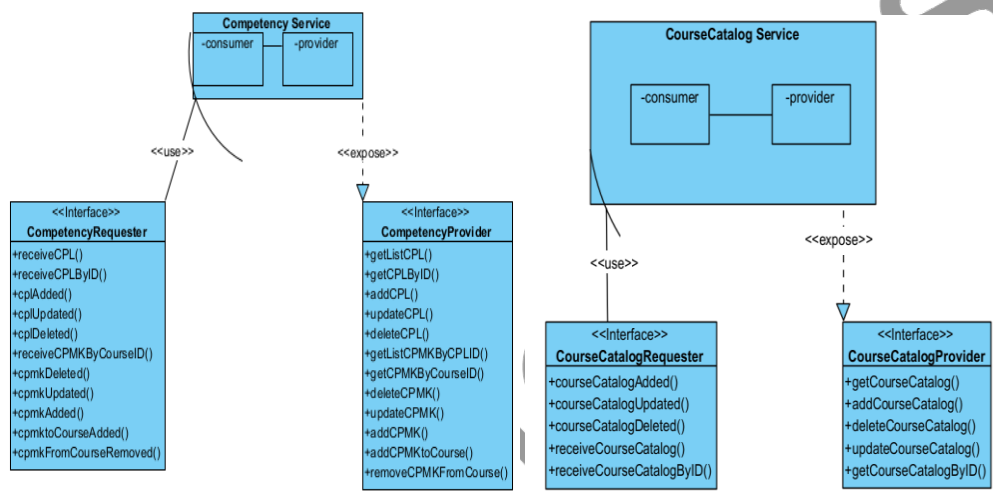 Competency Service
-consumer
-provider
<<use>>
<<expose>>
<<Interface>>
CompetencyRequester
+receiveCPL()
+receiveCPLByID()
+cplAdded()
+cplUpdated()
+cplDeleted()
+receiveCPMKByCourseID()
+cpmkDeleted()
+cpmkUpdated()
+cpmkAdded()
+cpmktoCourseAdded()
+cpmkFromCourseRemoved()
<<Interface>>
CompetencyProvider
+getListCPL()
+getCPLByID()
+addCPL()
+updateCPL()
+deleteCPL()
+getListCPMKByCPLID()
+getCPMKByCourseID()
+deleteCPMK()
+updateCPMK()
+addCPMK()
+addCPMKtoCourse()
+removeCPMKFromCourse()
CourseCatalog Service
-consumer
-provider
<<use>>
<<expose>>
<<Interface>>
CourseCatalogRequester
+courseCatalogAdded()
+courseCatalogUpdated()
+courseCatalogDeleted()
+receiveCourseCatalog()
+receiveCourseCatalogByID()
<<Interface>>
CourseCatalogProvider
+getCourseCatalog()
+addCourseCatalog()
+deleteCourseCatalog()
+updateCourseCatalog()
+getCourseCatalogByID()